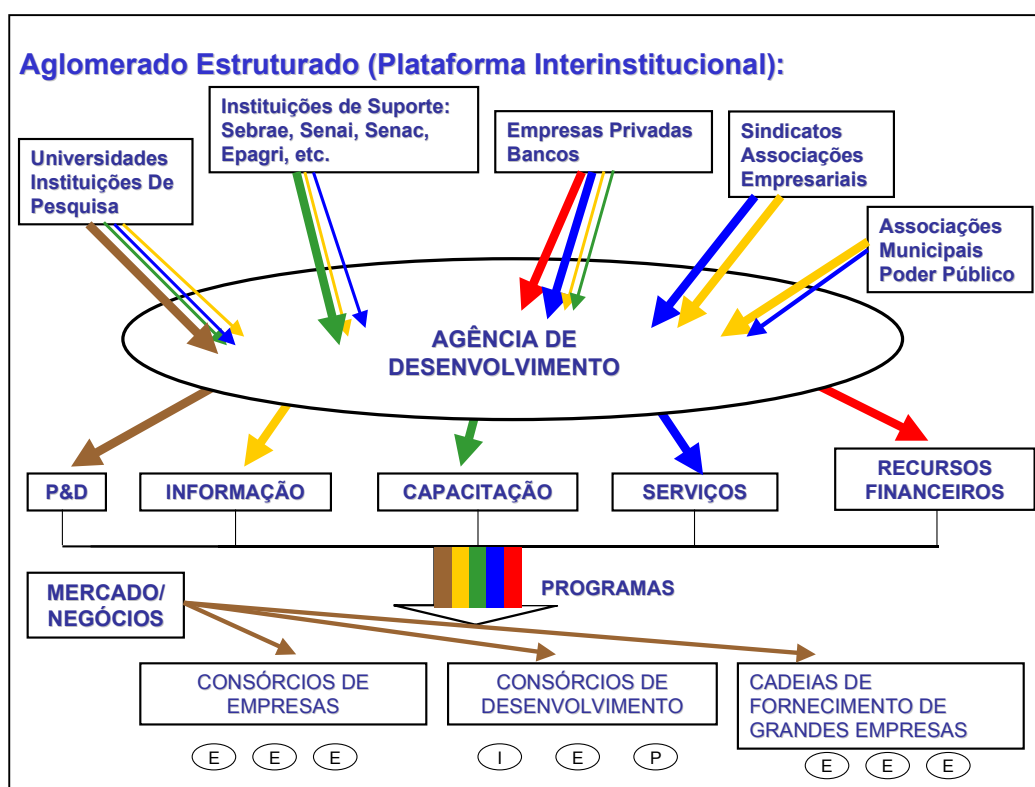 Aglomerado Estruturado (Plataforma Interinstitucional):
Instituições de Suporte:
Sebrae, Senai, Senac,
Epagri, etc.
Empresas Privadas
Bancos
Sindicatos
Associações
Empresariais
Universidades
Instituições De
Pesquisa
Associações
Municipais
Poder Público
AGÊNCIA DE
DESENVOLVIMENTO
P&D
INFORMAÇÃO
CAPACITAÇÃO
SERVIÇOS
RECURSOS
FINANCEIROS
MERCADO/
NEGÓCIOS
PROGRAMAS
CONSÓRCIOS DE
EMPRESAS
CONSÓRCIOS DE
DESENVOLVIMENTO
CADEIAS DE
FORNECIMENTO DE
GRANDES EMPRESAS
E E E
I E P
E E E